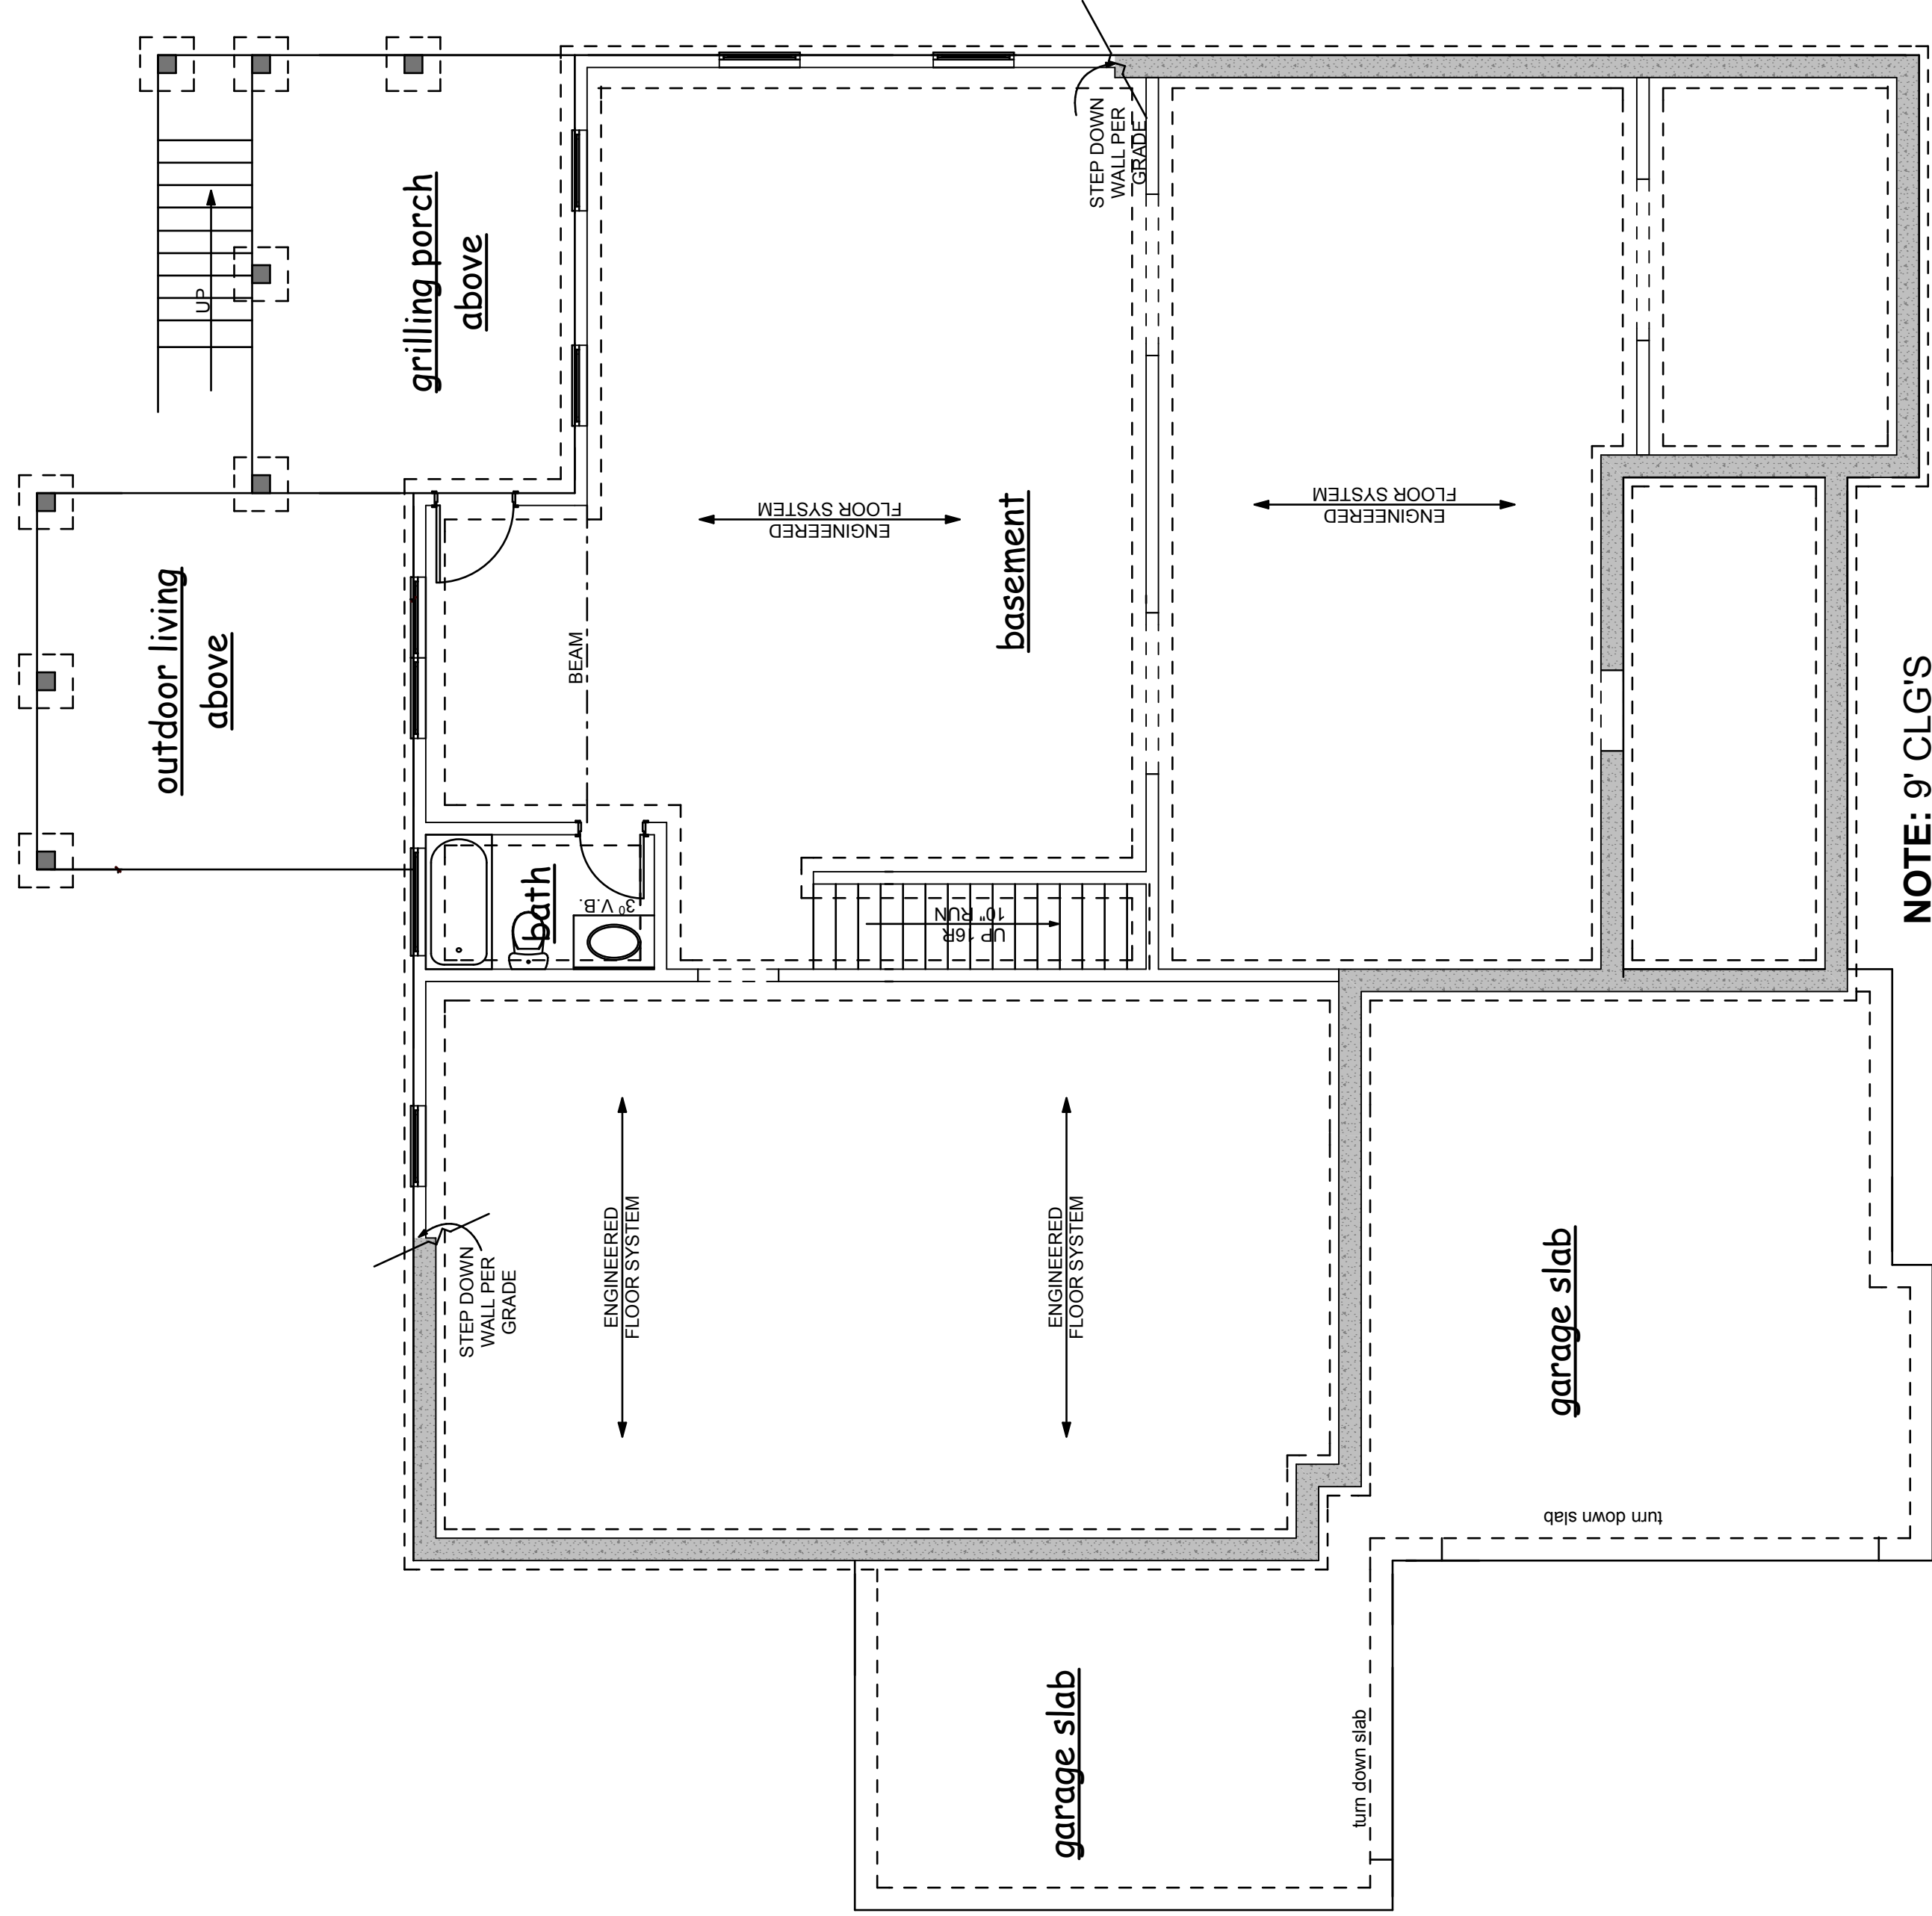 outdoor living
above
grilling porch
above
UP
STEP DOWN
WALL PER
GRADE
BEAM
ENGINEERED
FLOOR SYSTEM
basement
ENGINEERED
FLOOR SYSTEM
bath
3⁰ V.B.
UP 16R
10" RUN
STEP DOWN
WALL PER
GRADE
ENGINEERED
FLOOR SYSTEM
ENGINEERED
FLOOR SYSTEM
garage slab
turn down slab
garage slab
turn down slab
NOTE: 9' CLG'S